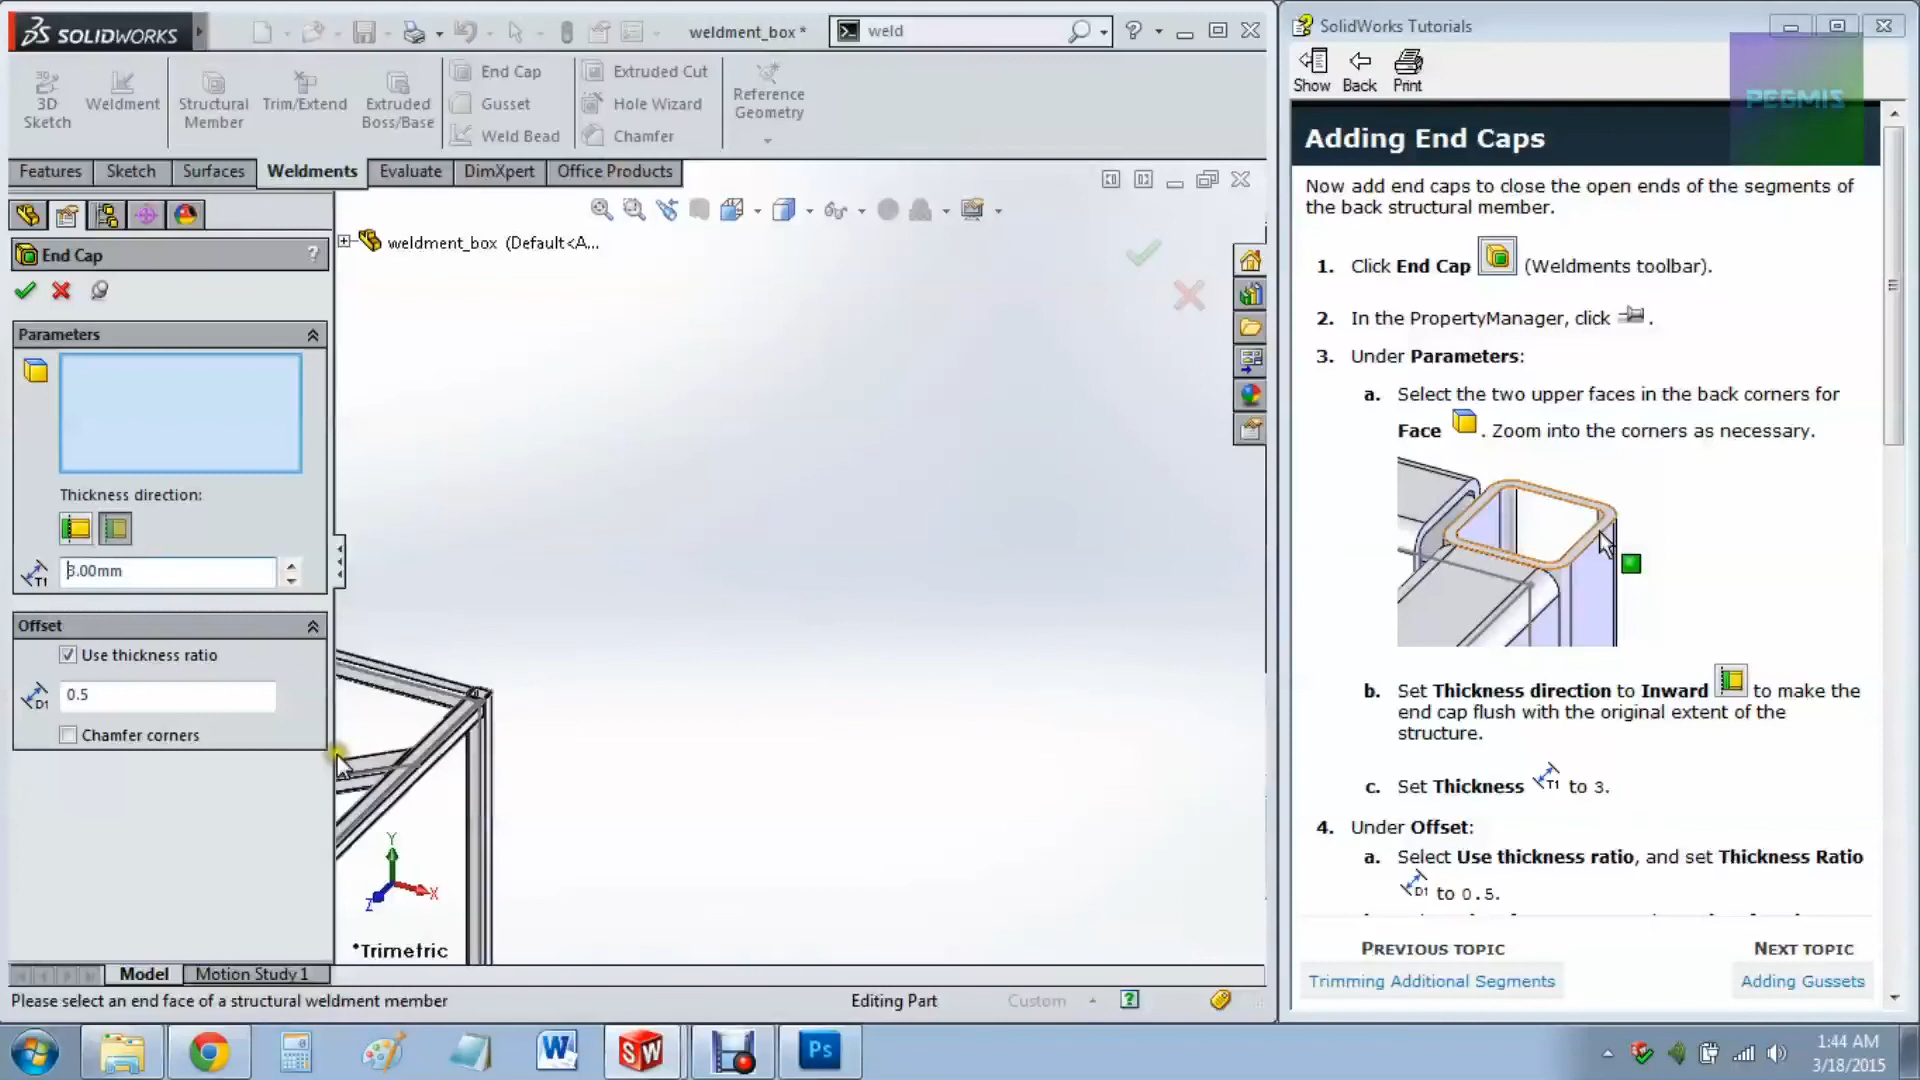 SOLIDWORKS
weldment_box *
weld
SolidWorks Tutorials
3D Sketch
Weldment
Structural Member
Trim/Extend
Extruded Boss/Base
End Cap
Gusset
Weld Bead
Extruded Cut
Hole Wizard
Chamfer
Reference Geometry
Show
Back
Print
PEGMIS
Features
Sketch
Surfaces
Weldments
Evaluate
DimXpert
Office Products
weldment_box (Default<A...
End Cap
?
Parameters
Thickness direction:
T1
3.00mm
Offset
Use thickness ratio
D1
0.5
Chamfer corners
Y
X
Z
*Trimetric
Model
Motion Study 1
Please select an end face of a structural weldment member
Editing Part
Custom
Adding End Caps
Now add end caps to close the open ends of the segments of
the back structural member.
1. Click End Cap (Weldments toolbar).
2. In the PropertyManager, click .
3. Under Parameters:
a. Select the two upper faces in the back corners for
Face . Zoom into the corners as necessary.
b. Set Thickness direction to Inward to make the
end cap flush with the original extent of the
structure.
c. Set Thickness T1 to 3.
4. Under Offset:
a. Select Use thickness ratio, and set Thickness Ratio
D1 to 0.5.
PREVIOUS TOPIC
NEXT TOPIC
Trimming Additional Segments
Adding Gussets
W
SW
Ps
1:44 AM
3/18/2015